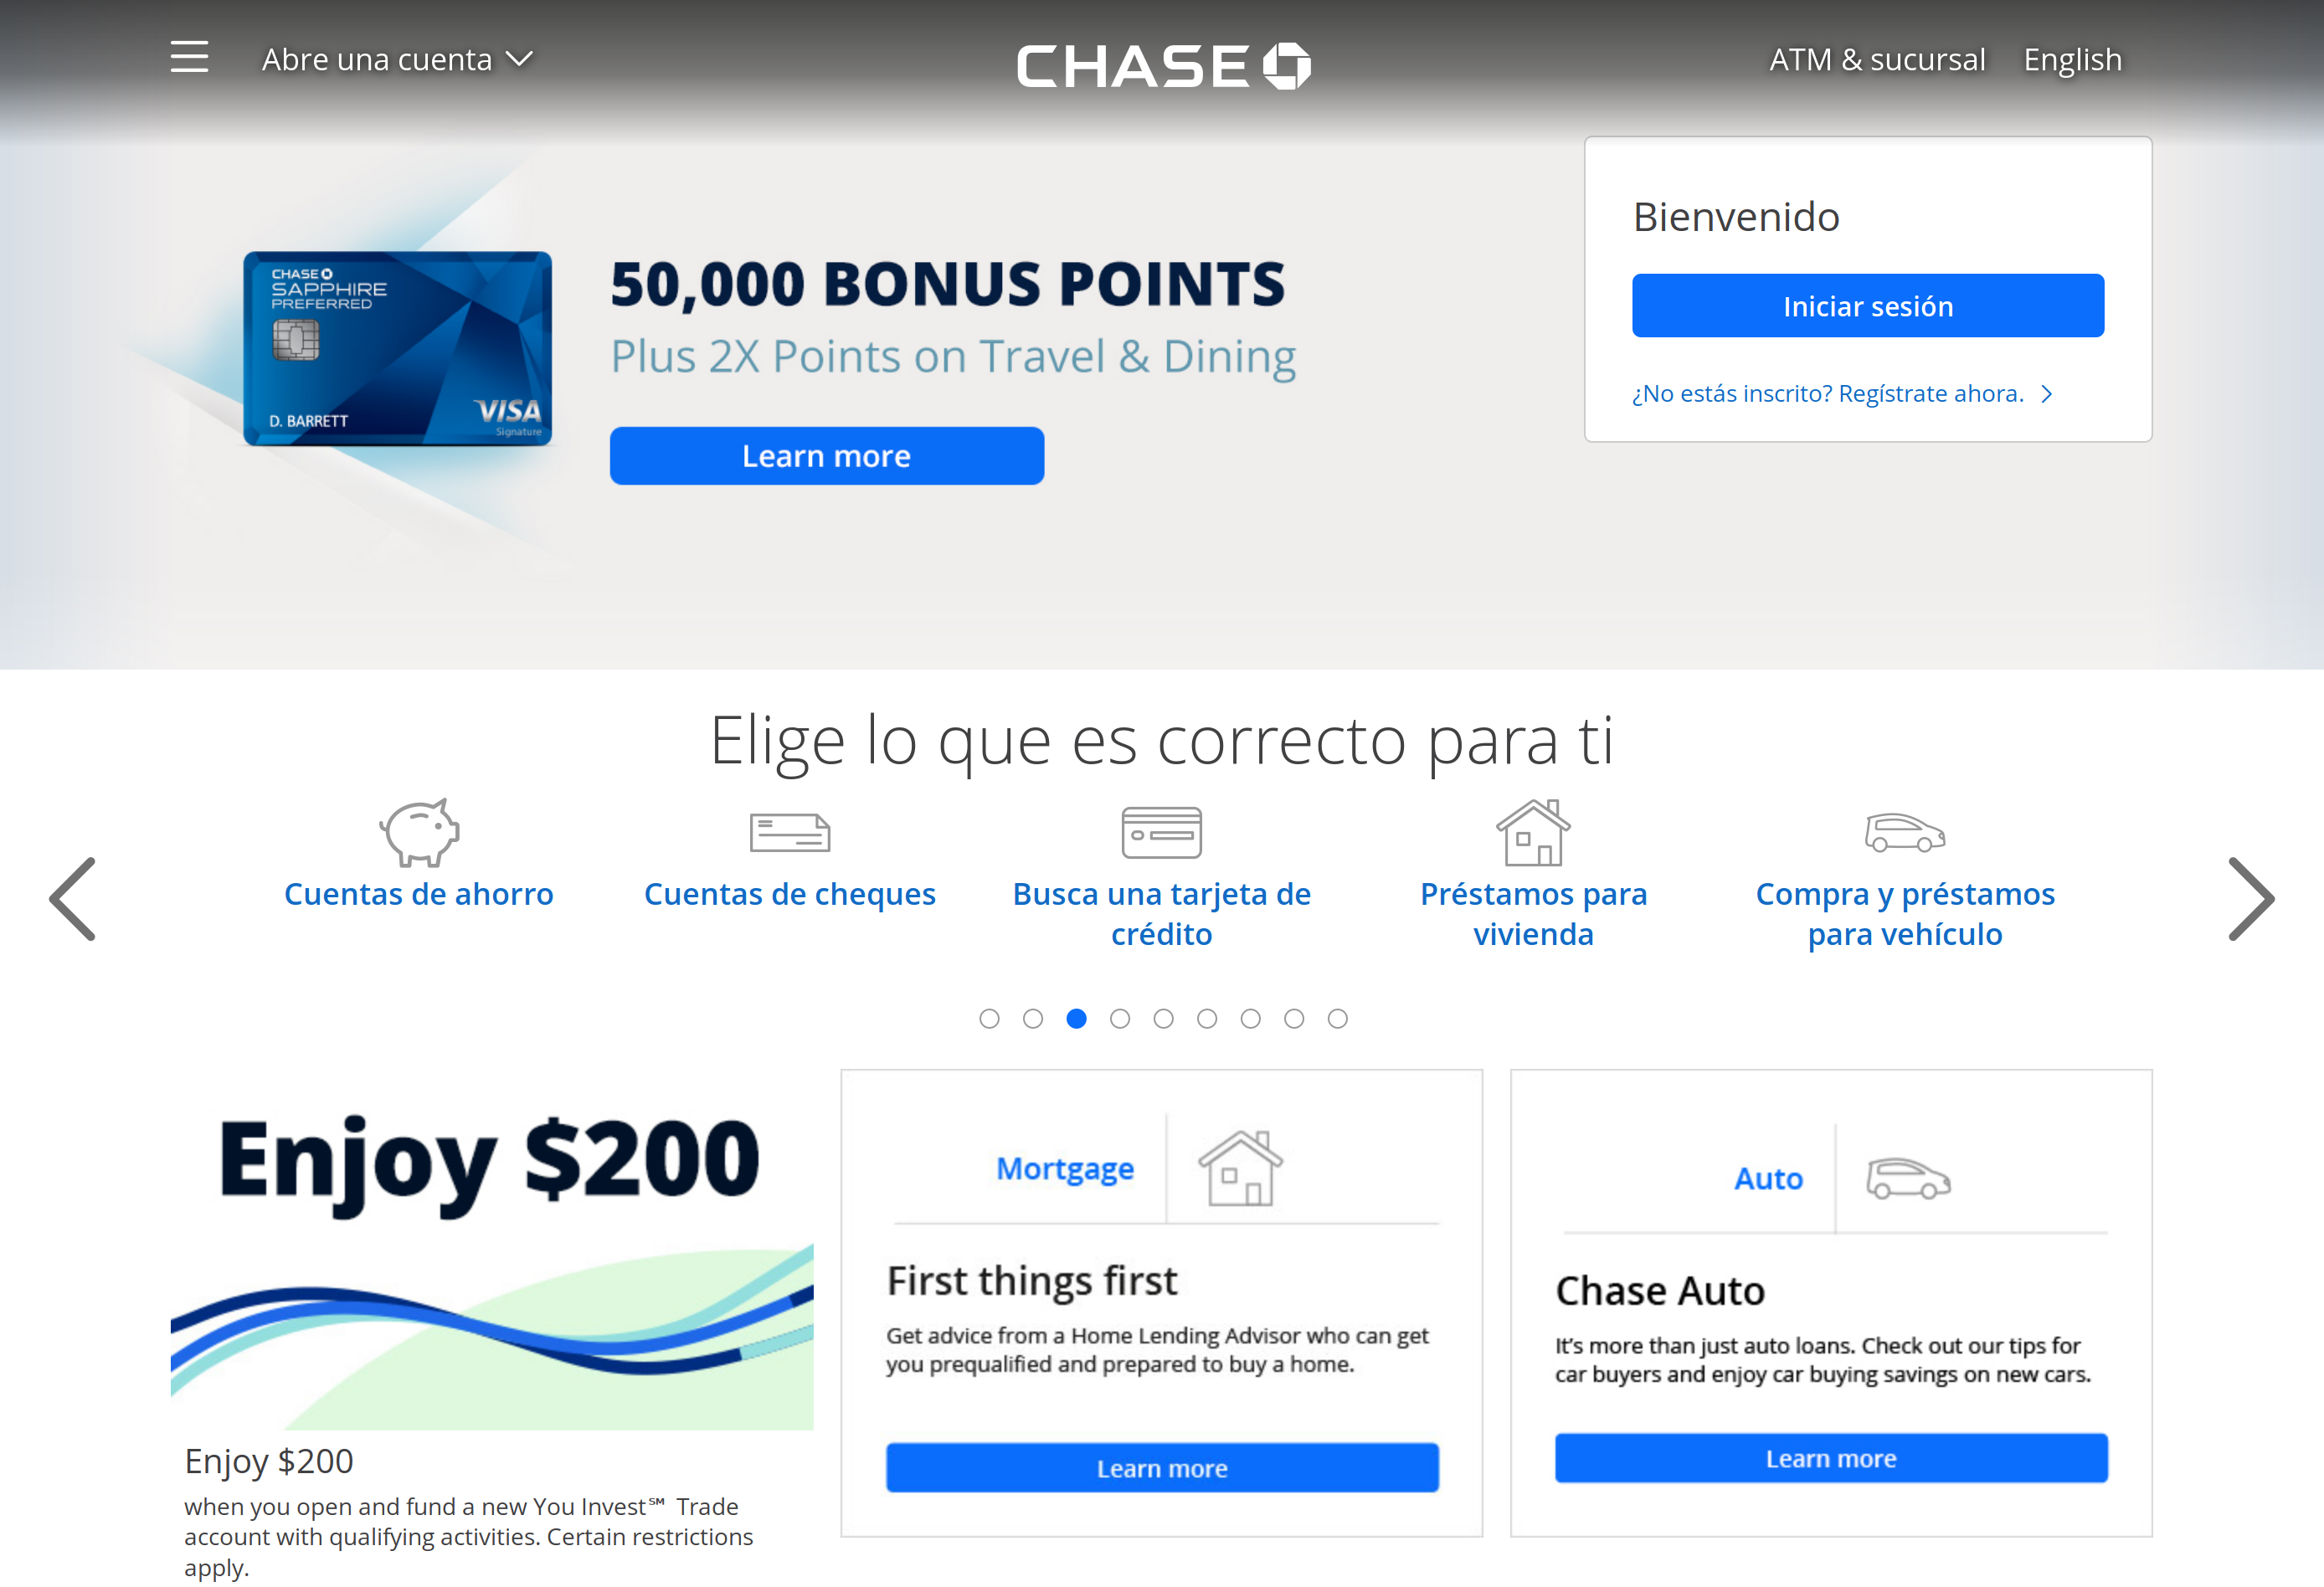 Abre una cuenta
CHASE
ATM & sucursal
English
CHASE
SAPPHIRE
PREFERRED
D. BARRETT
VISA
Signature
50,000 BONUS POINTS
Plus 2X Points on Travel & Dining
Learn more
Bienvenido
Iniciar sesión
¿No estás inscrito? Regístrate ahora.
Elige lo que es correcto para ti
Cuentas de ahorro
Cuentas de cheques
Busca una tarjeta de
crédito
Préstamos para
vivienda
Compra y préstamos
para vehículo
Enjoy $200
Enjoy $200
when you open and fund a new You Invest℠ Trade
account with qualifying activities. Certain restrictions
apply.
Mortgage
First things first
Get advice from a Home Lending Advisor who can get
you prequalified and prepared to buy a home.
Learn more
Auto
Chase Auto
It's more than just auto loans. Check out our tips for
car buyers and enjoy car buying savings on new cars.
Learn more